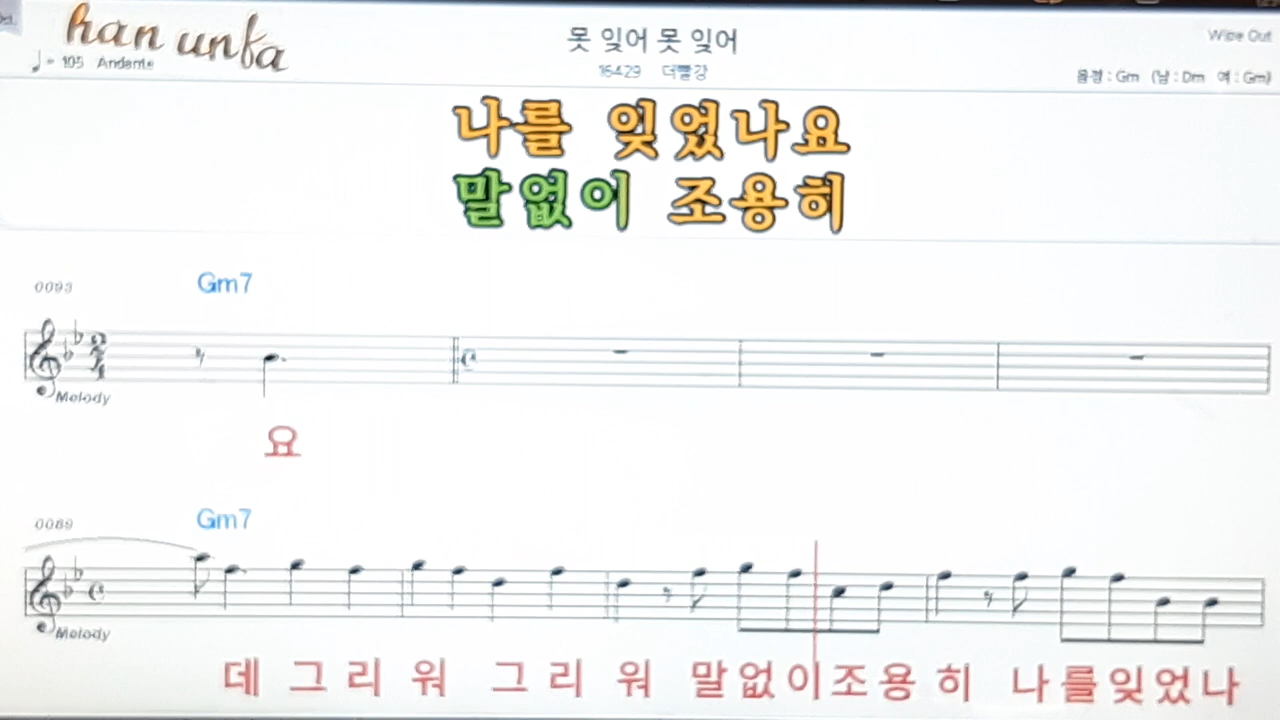 han unfa
♩= 105 Andante
못 잊어 못 잊어
16429 더빨강
Wide Out
음정 : Gm (남 : Dm 여 : Gm)
나를 잊었나요
말없이 조용히
0093
Gm7
Melody
요
0089
Gm7
Melody
데 그 리 워 그 리 워 말없이조용 히 나를잊었나